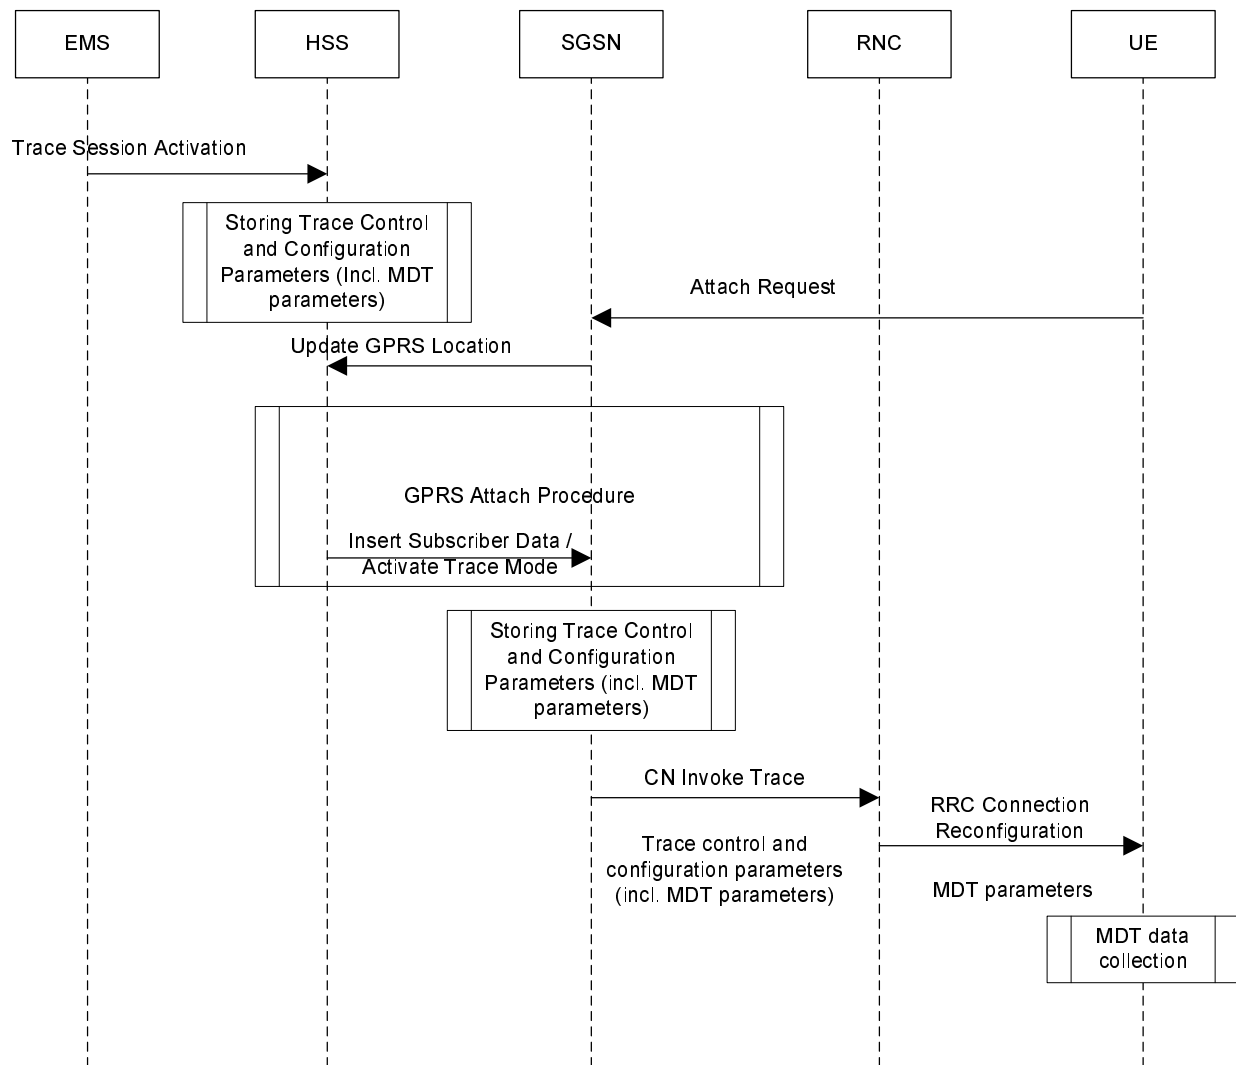 EMS
HSS
SGSN
RNC
UE
Trace Session Activation
Storing Trace Control
and Configuration
Parameters (Incl. MDT
parameters)
Attach Request
Update GPRS Location
GPRS Attach Procedure
Insert Subscriber Data /
Activate Trace Mode
Storing Trace Control
and Configuration
Parameters (incl. MDT
parameters)
CN Invoke Trace
RRC Connection
Reconfiguration
Trace control and
configuration parameters
(incl. MDT parameters)
MDT parameters
MDT data
collection